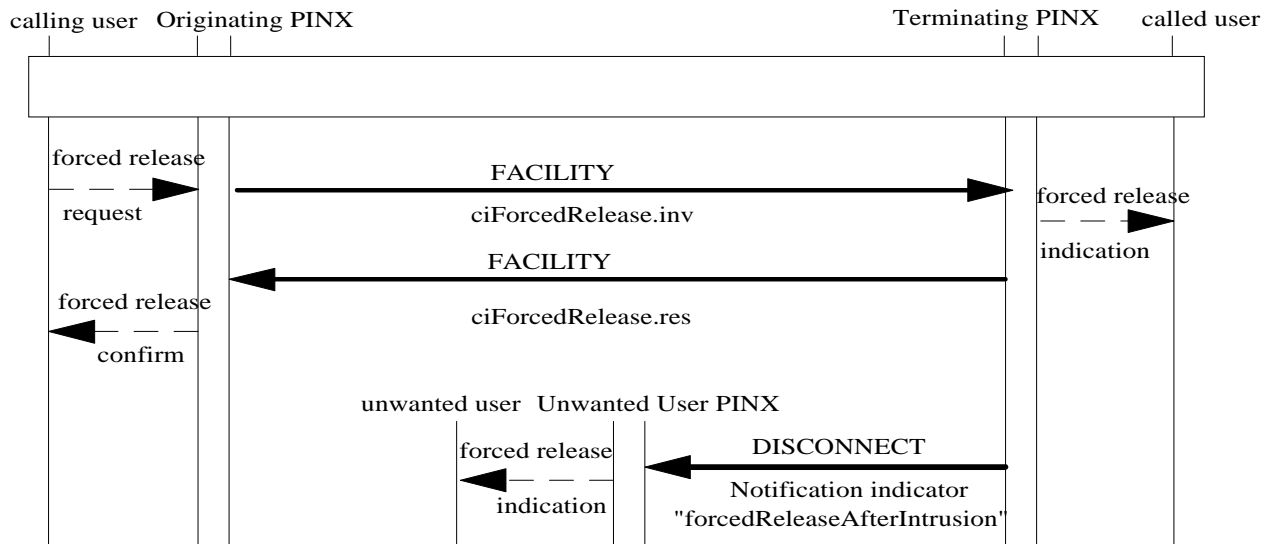 calling user
Originating PINX
Terminating PINX
called user
forced release
request
FACILITY
ciForcedRelease.inv
forced release
indication
FACILITY
ciForcedRelease.res
forced release
confirm
unwanted user
Unwanted User PINX
forced release
indication
DISCONNECT
Notification indicator
"forcedReleaseAfterIntrusion"